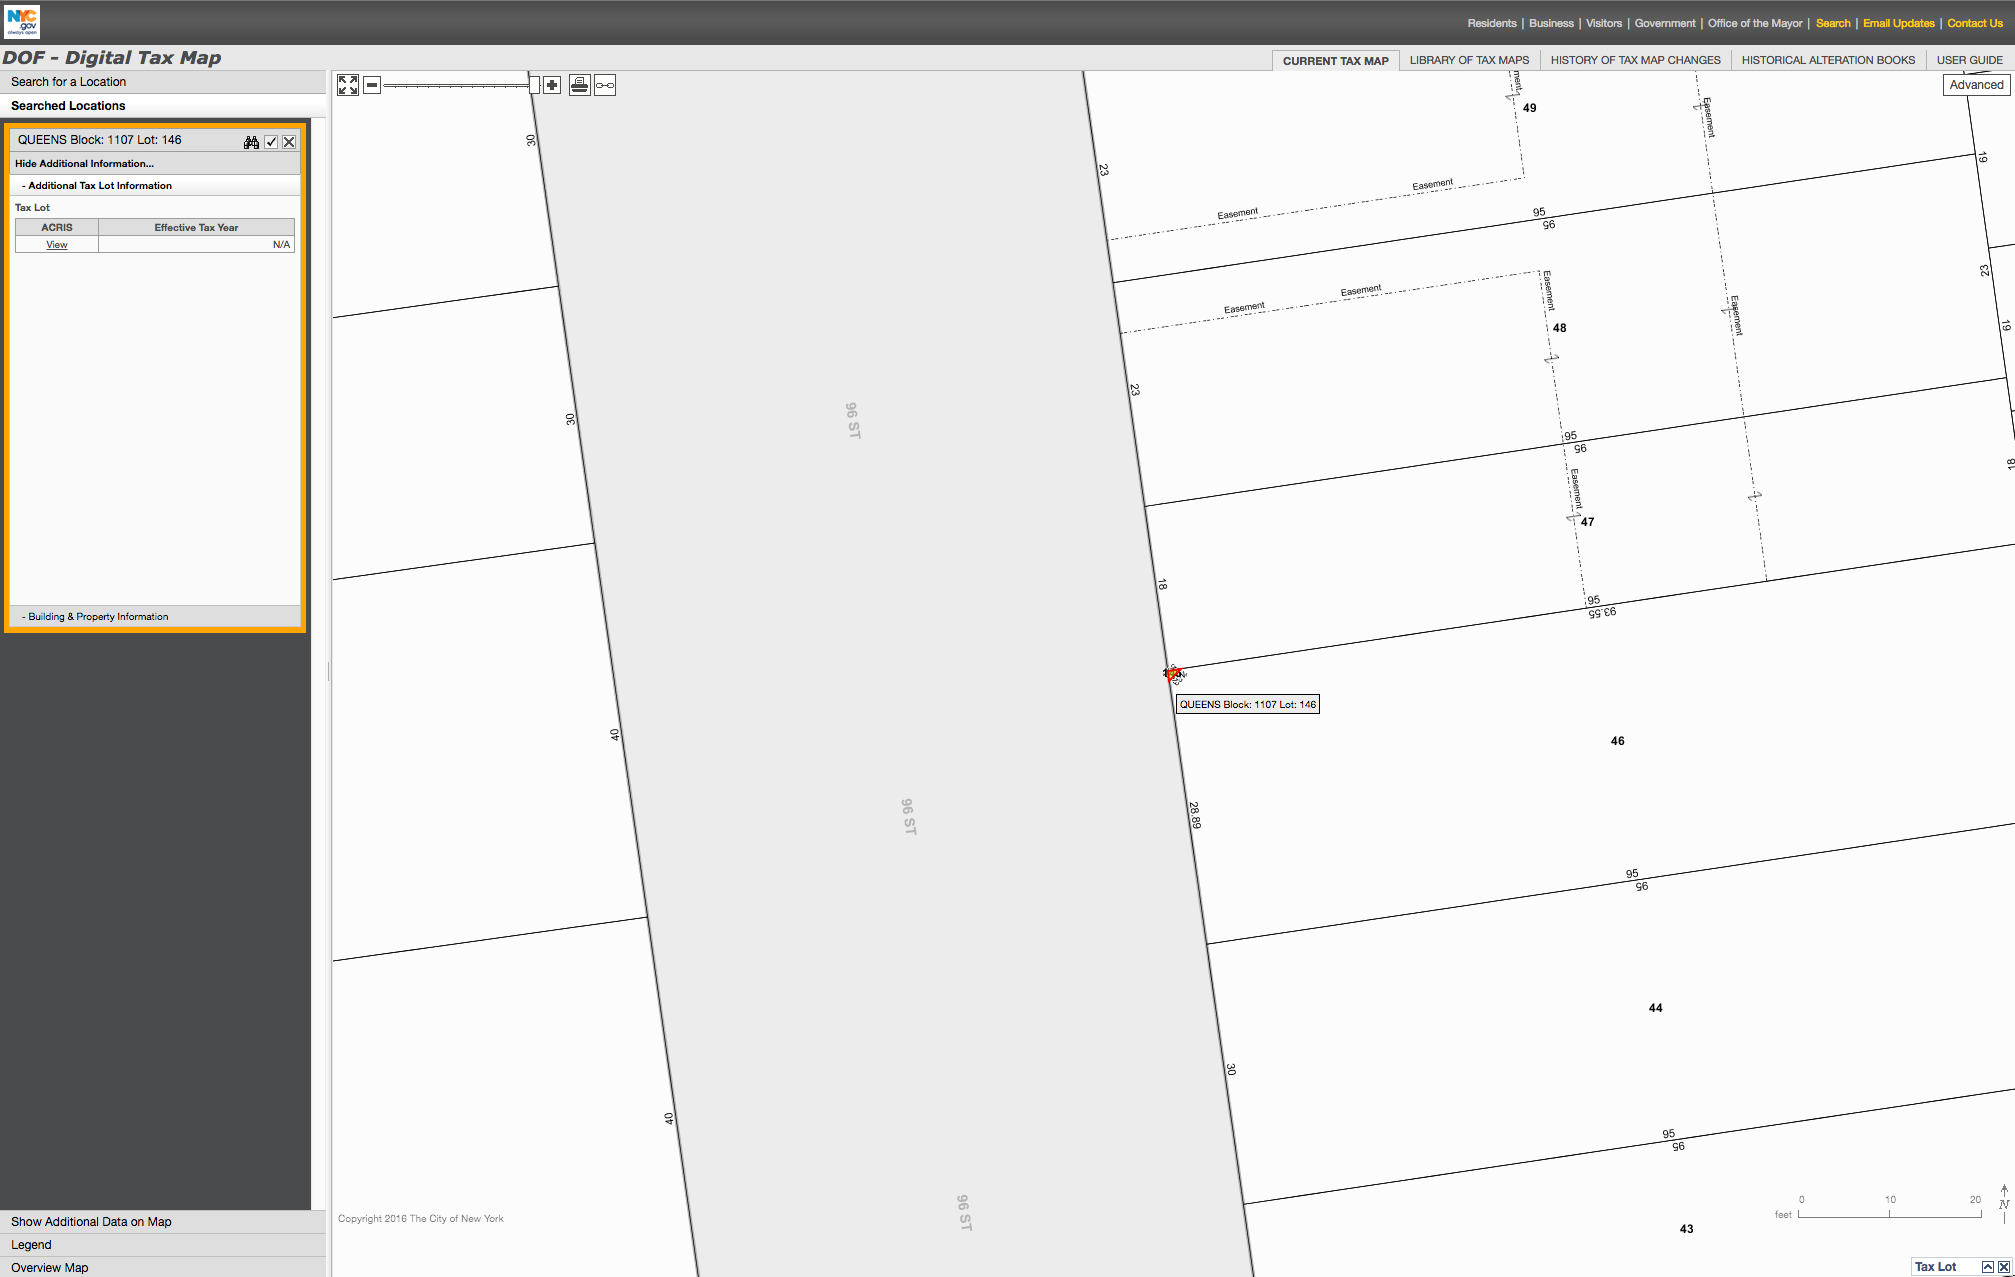 NYC
.gov
always open
Residents | Business | Visitors | Government | Office of the Mayor | Search | Email Updates | Contact Us
DOF - Digital Tax Map
CURRENT TAX MAP
LIBRARY OF TAX MAPS
HISTORY OF TAX MAP CHANGES
HISTORICAL ALTERATION BOOKS
USER GUIDE
Search for a Location
Searched Locations
Advanced
QUEENS Block: 1107 Lot: 146
Hide Additional Information...
- Additional Tax Lot Information
Tax Lot
ACRIS Effective Tax Year
View N/A
- Building & Property Information
Show Additional Data on Map
Legend
Overview Map
30
30
40
40
96 ST
96 ST
96 ST
23
23
18
28.89
30
49
Easement
Easement
Easement
95
95
19
23
19
18
Easement
Easement
Easement
Easement
48
95
95
Easement
47
95
93.55
QUEENS Block: 1107 Lot: 146
46
95
95
44
95
95
43
Copyright 2016 The City of New York
0 10 20
feet
N
Tax Lot